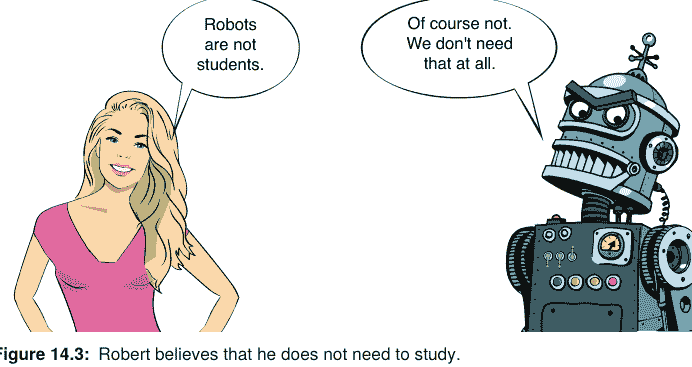 Robots
are not
students.
Of course not.
We don't need
that at all.
igure 14.3: Robert believes that he does not need to study.